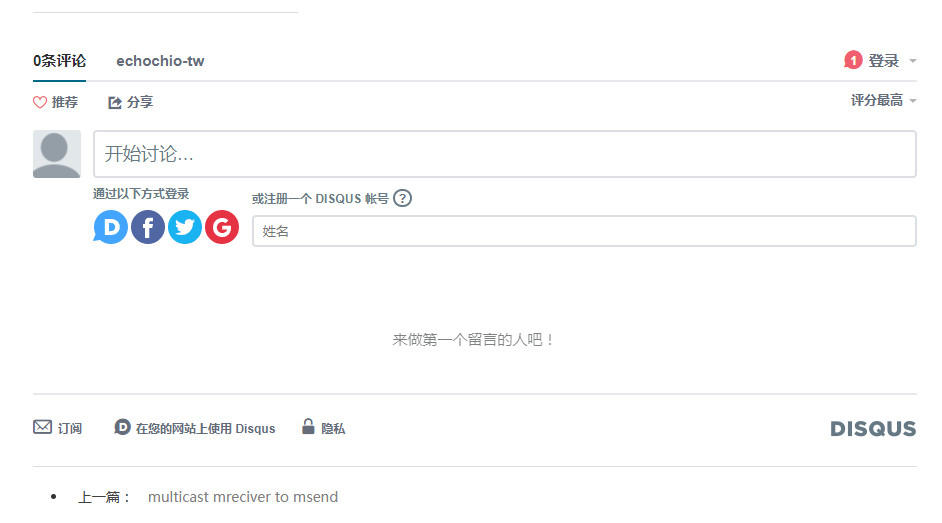 0条评论 echochio-tw 1 登录
推荐 分享 评分最高
开始讨论...
通过以下方式登录
或注册一个 DISQUS 帐号 ?
D f G
姓名
来做第一个留言的人吧！
订阅 D 在您的网站上使用 Disqus 隐私 DISQUS
上一篇： multicast mreciver to msend